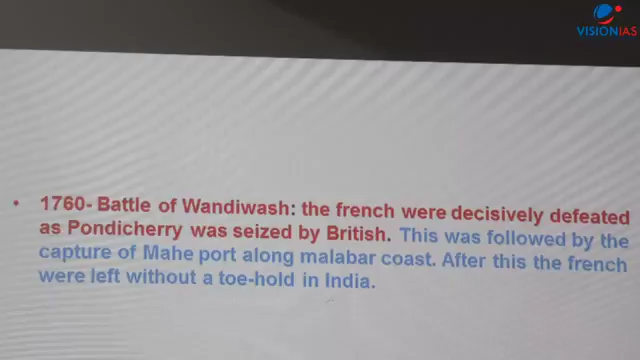 VISIONIAS
• 1760- Battle of Wandiwash: the french were decisively defeated
as Pondicherry was seized by British. This was followed by the
capture of Mahe port along malabar coast. After this the french
were left without a toe-hold in India.